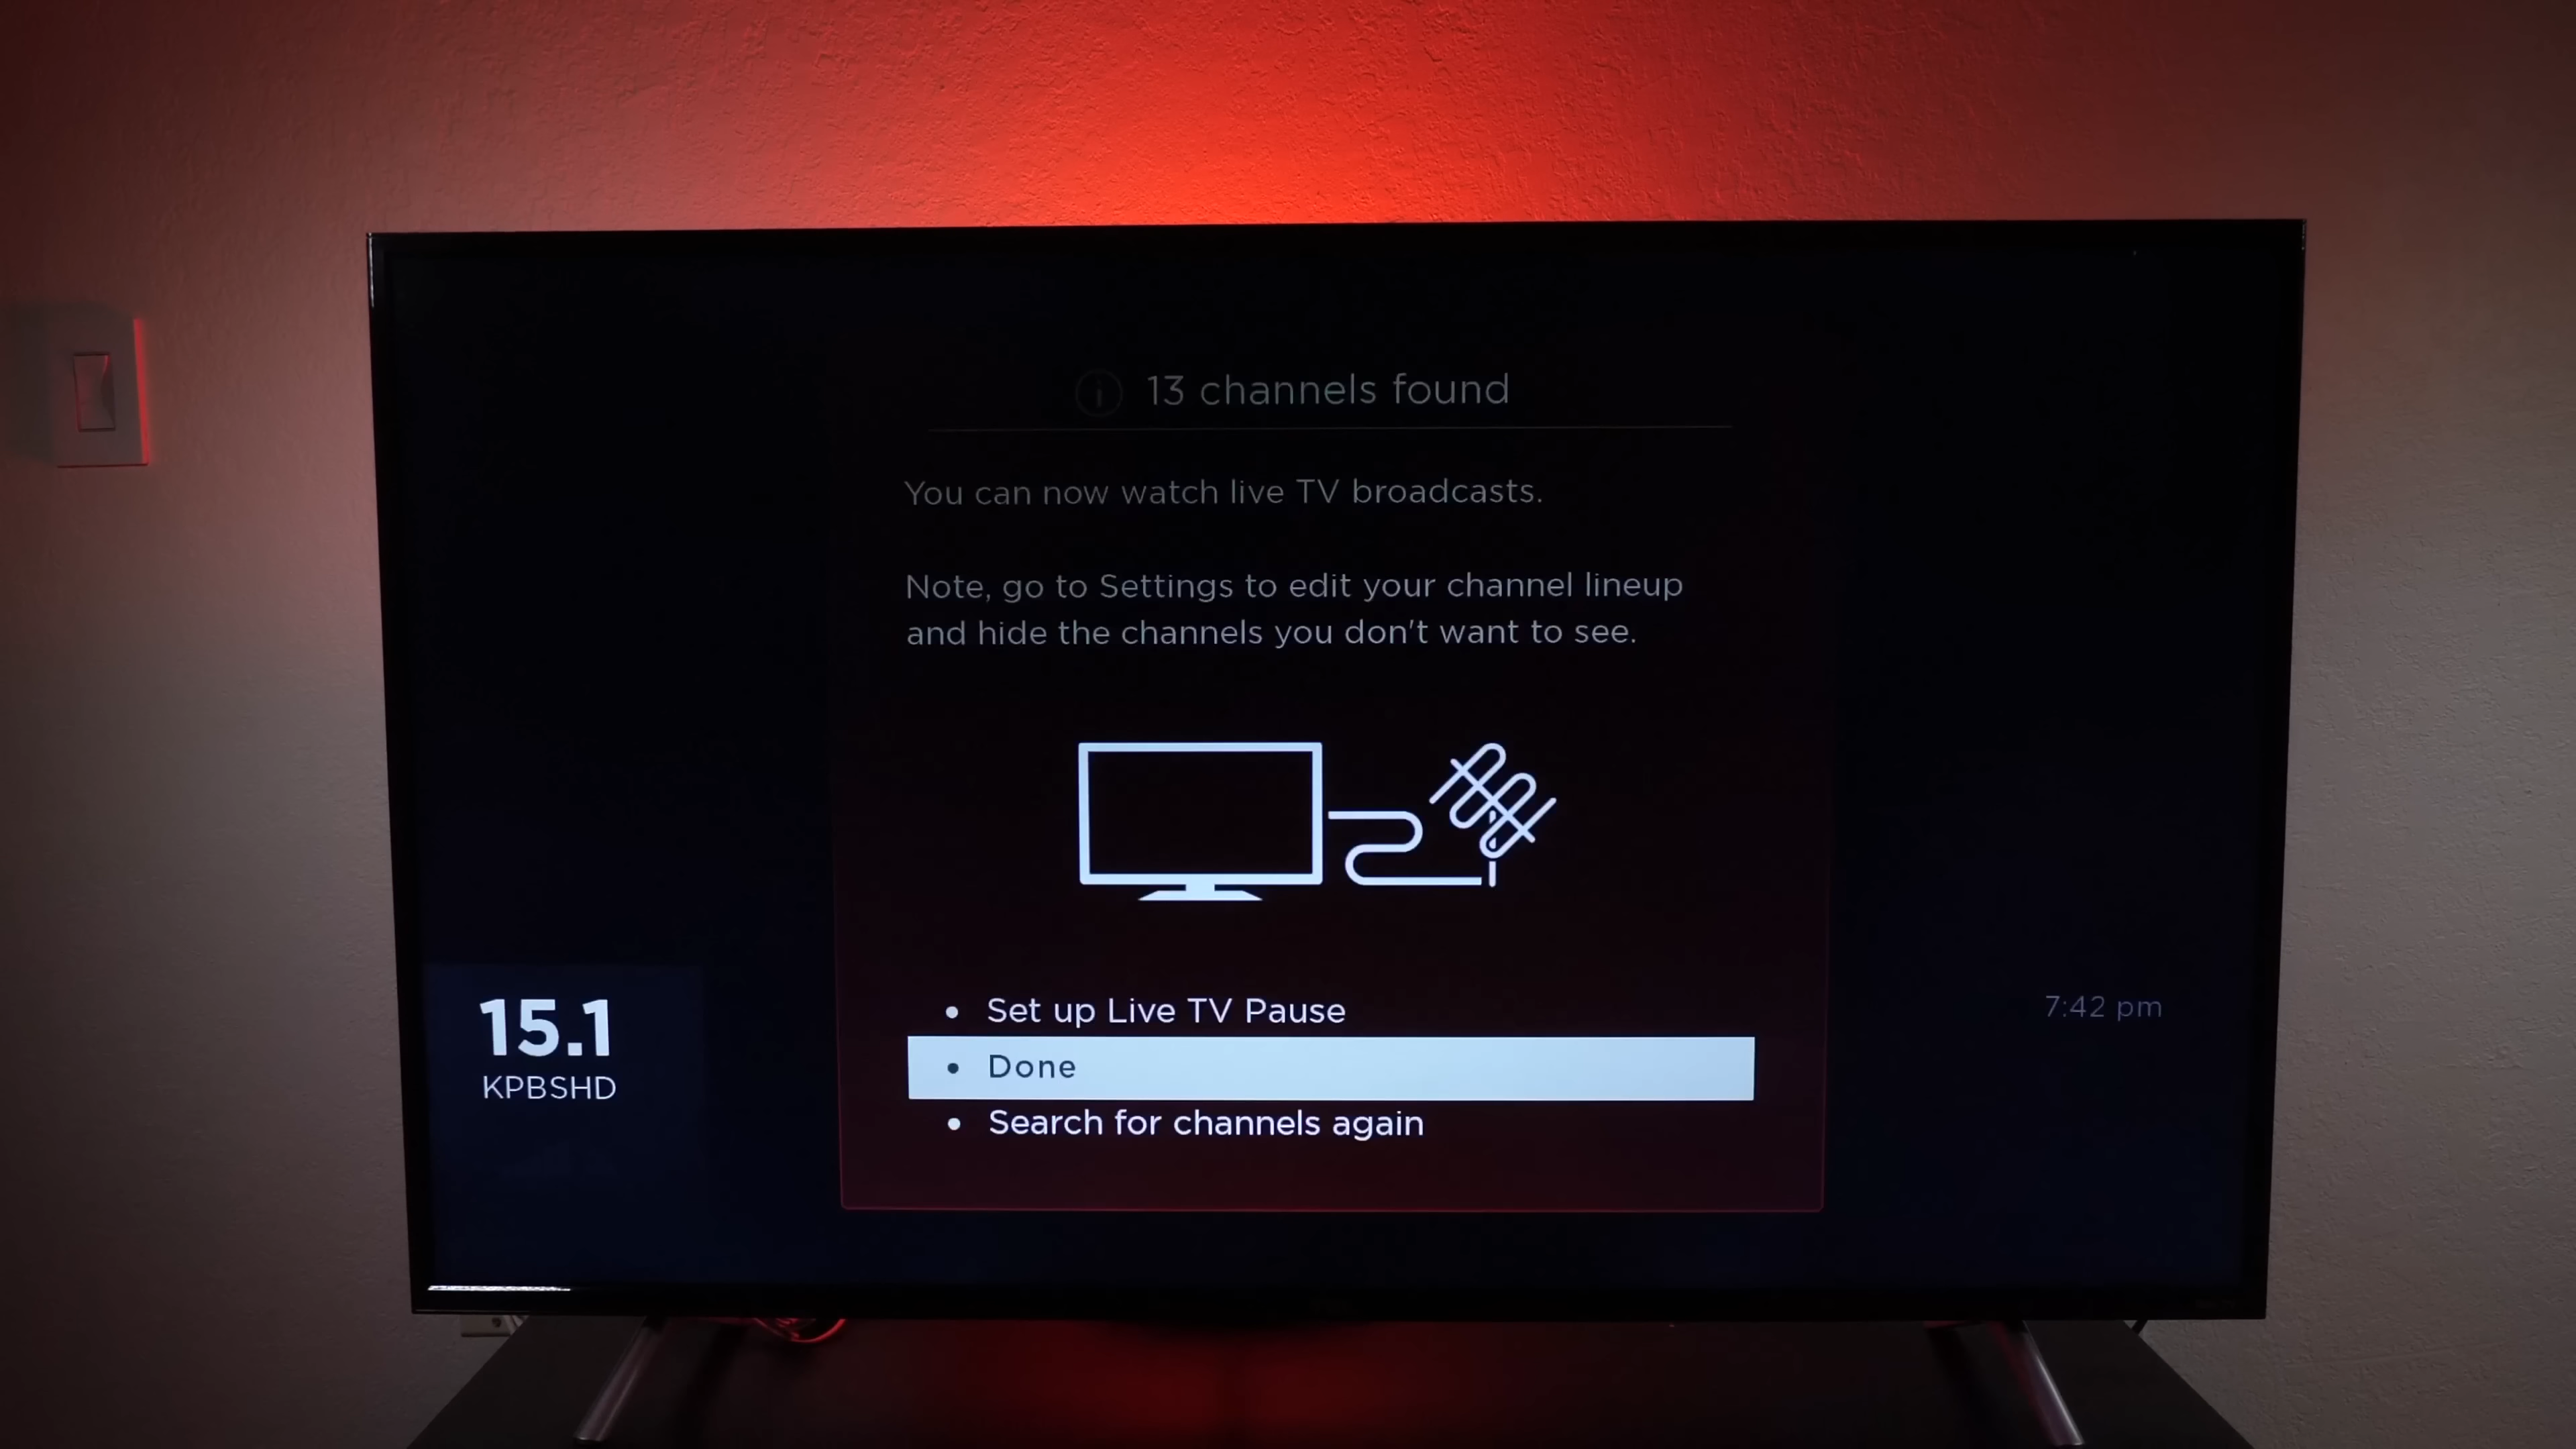 13 channels found
You can now watch live TV broadcasts.
Note, go to Settings to edit your channel lineup
and hide the channels you don't want to see.
• Set up Live TV Pause
• Done
• Search for channels again
15.1
KPBSHD
7:42 pm